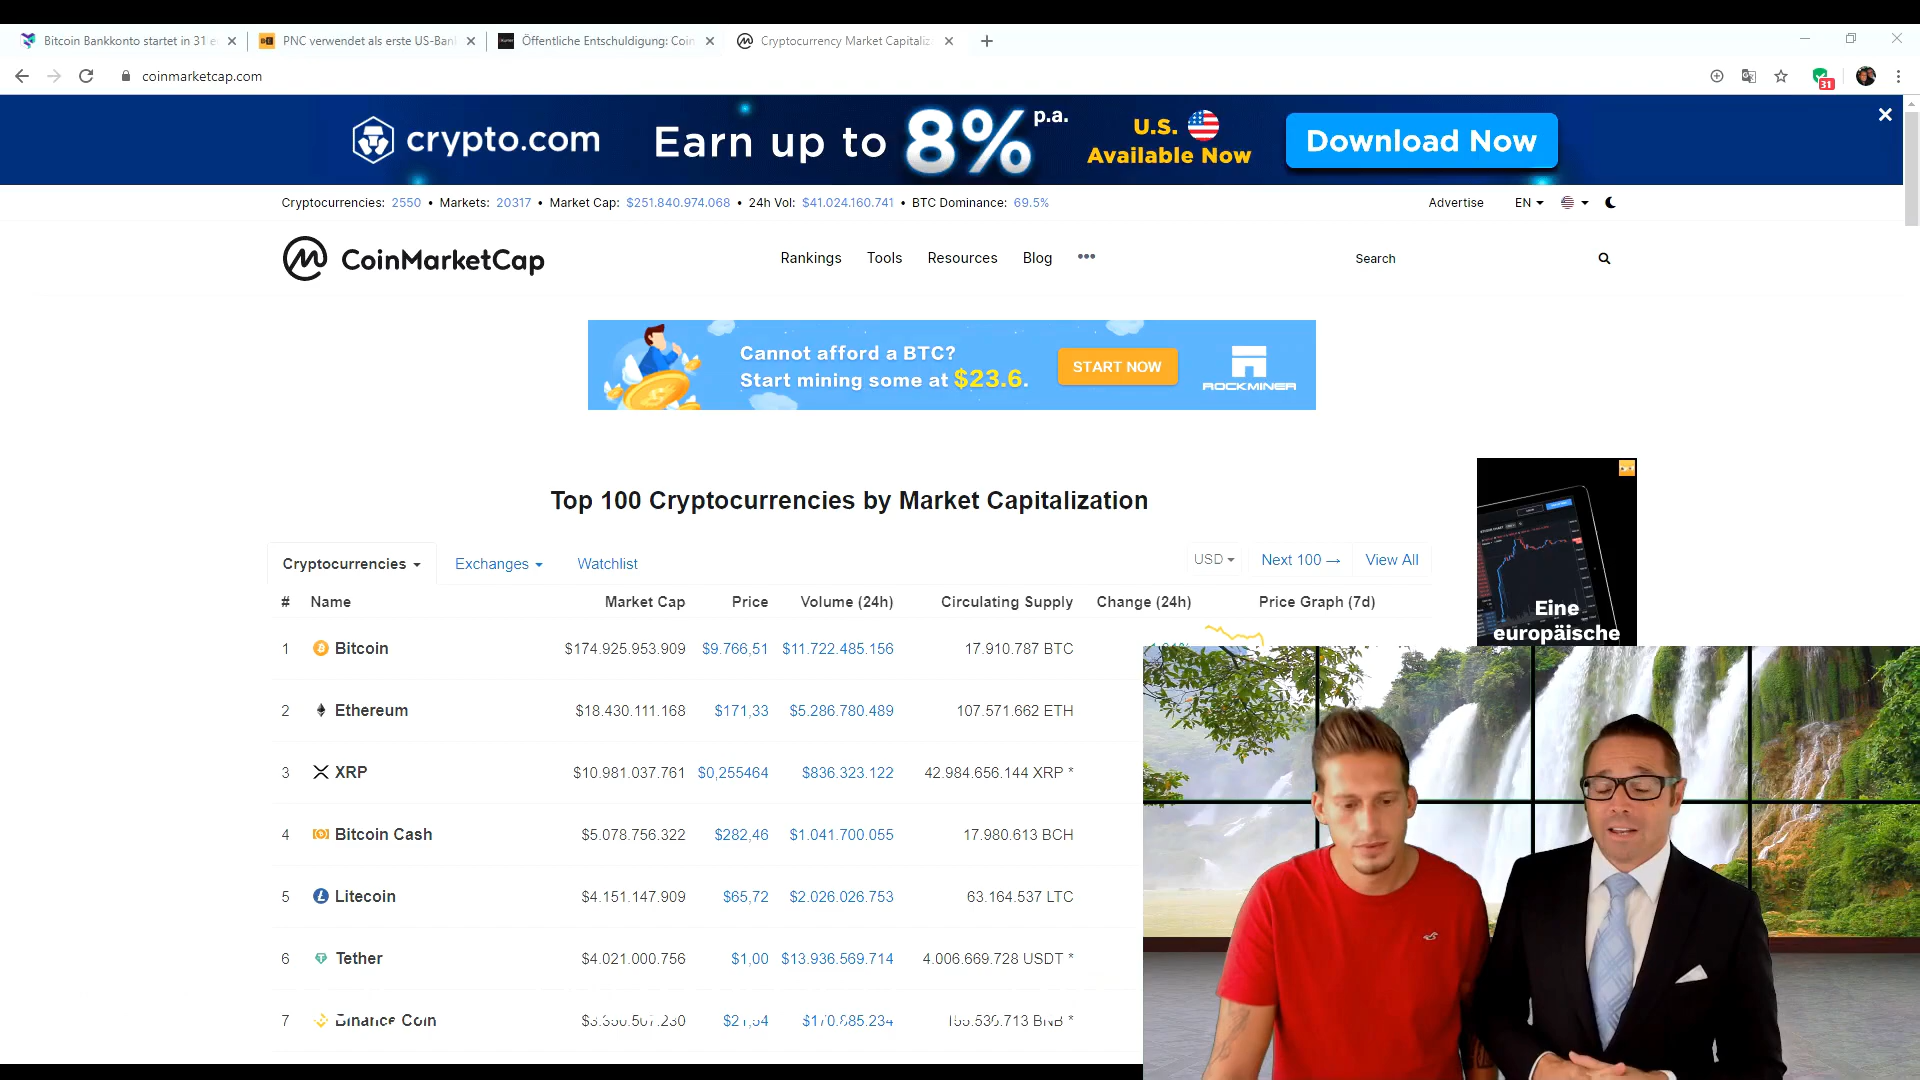 Bitcoin Bankkonto startet in 31 e
PNC verwendet als erste US-Bank
Öffentliche Entschuldigung: Coin
Cryptocurrency Market Capitaliz
coinmarketcap.com
31
crypto.com Earn up to 8% p.a. U.S. Available Now Download Now
Cryptocurrencies: 2550 • Markets: 20317 • Market Cap: $251.840.974.068 • 24h Vol: $41.024.160.741 • BTC Dominance: 69.5%
Advertise EN
CoinMarketCap
Rankings Tools Resources Blog •••
Search
Cannot afford a BTC?
Start mining some at $23.6.
START NOW
ROCKMINER
Top 100 Cryptocurrencies by Market Capitalization
Cryptocurrencies Exchanges Watchlist
USD Next 100 → View All
# Name Market Cap Price Volume (24h) Circulating Supply Change (24h) Price Graph (7d)
1 Bitcoin $174.925.953.909 $9.766,51 $11.722.485.156 17.910.787 BTC
2 Ethereum $18.430.111.168 $171,33 $5.286.780.489 107.571.662 ETH
3 XRP $10.981.037.761 $0,255464 $836.323.122 42.984.656.144 XRP *
4 Bitcoin Cash $5.078.756.322 $282,46 $1.041.700.055 17.980.613 BCH
5 Litecoin $4.151.147.909 $65,72 $2.026.026.753 63.164.537 LTC
6 Tether $4.021.000.756 $1,00 $13.936.569.714 4.006.669.728 USDT *
7 Binance Coin $21,54 BNB *
Eine
europäische